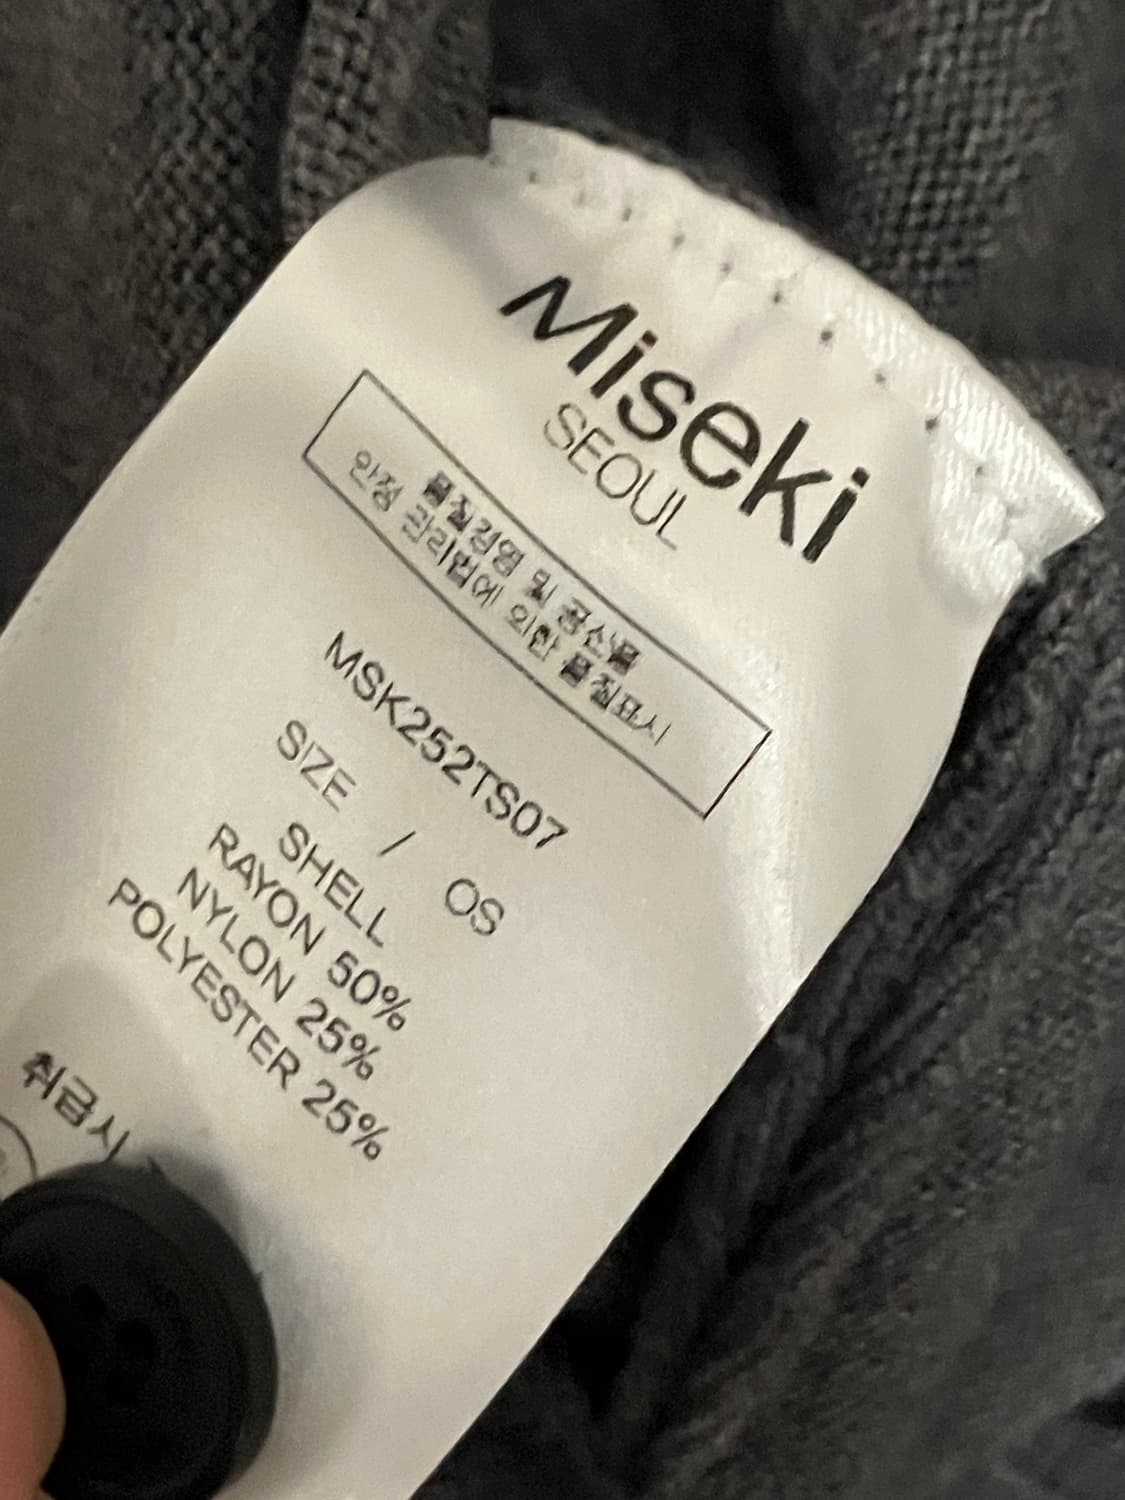 Miseki
SEOUL
품질경영 및 공산품
안정 관리법에 의한 품질표시
MSK252TS07
SIZE / OS
SHELL
RAYON 50%
NYLON 25%
POLYESTER 25%
취급시